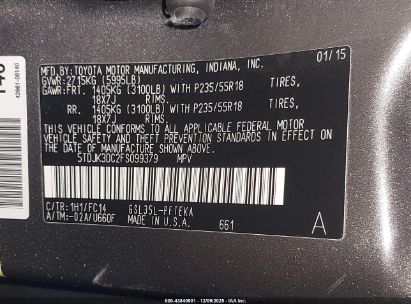 01/15
MFD.BY:TOYOTA MOTOR MANUFACTURING, INDIANA, INC.
GVWR:2715KG (5995LB)
GAWR:FRT. 1405KG (3100LB) WITH P235/55R18 TIRES,
18X7J RIMS.
RR. 1405KG (3100LB) WITH P235/55R18 TIRES,
18X7J RIMS.
THIS VEHICLE CONFORMS TO ALL APPLICABLE FEDERAL MOTOR
VEHICLE SAFETY STANDARDS IN EFFECT ON THE DATE OF
MANUFACTURE SHOWN ABOVE.
5TDJK3DC2FS099379 MPV
C/TR:1H1/FC14 GSL35L-PFTEKA
A/TM:-02A/U660F MADE IN U.S.A. 661
A
42661-06140